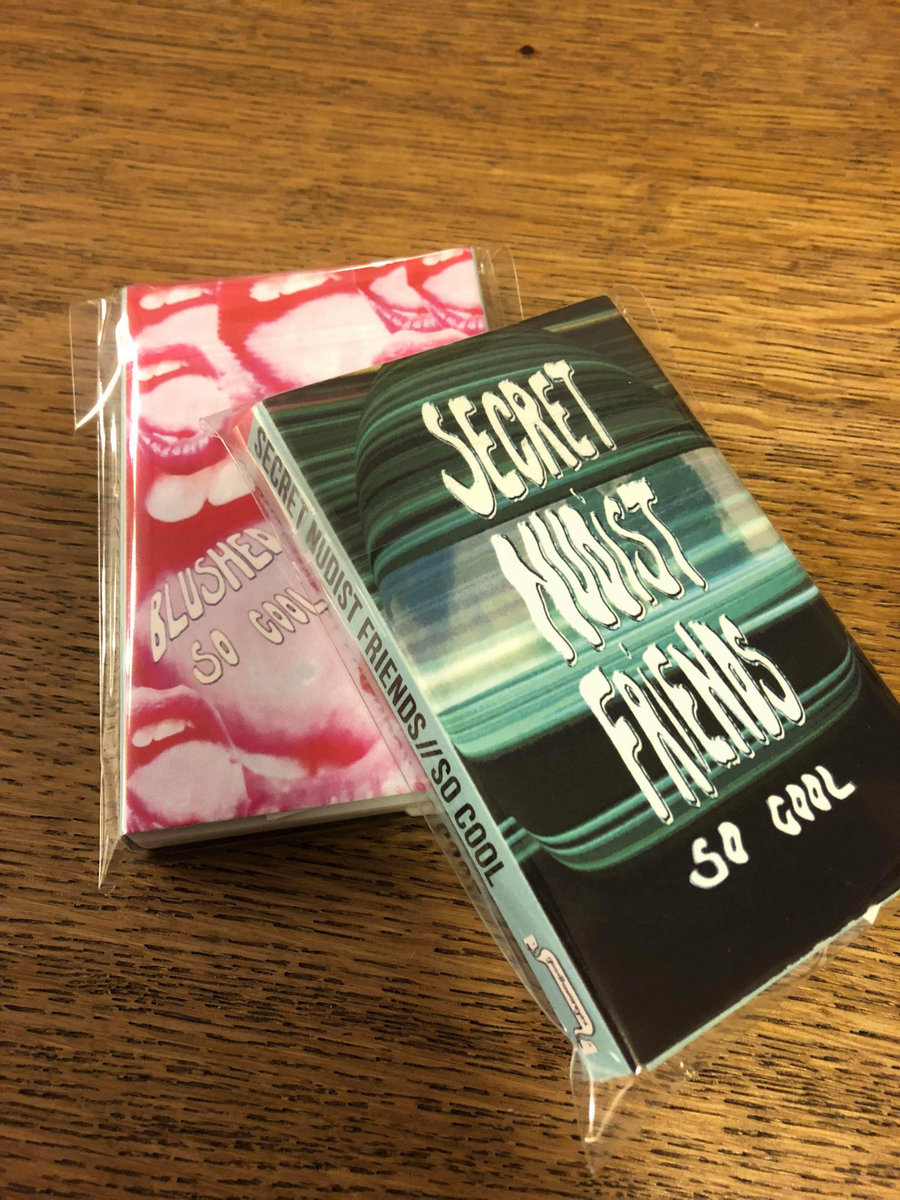 BLUSHED
SO COOL
SECRET NUDIST FRIENDS // SO COOL
SECRET
NUDIST
FRIENDS
SO COOL